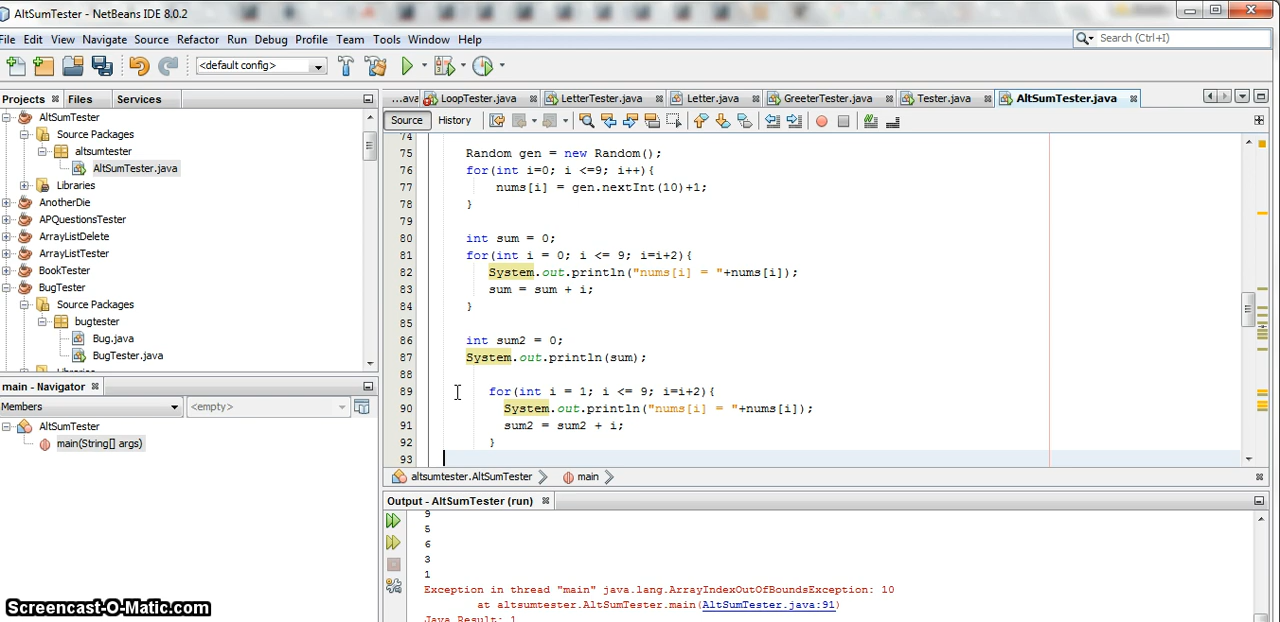 AltSumTester - NetBeans IDE 8.0.2
File Edit View Navigate Source Refactor Run Debug Profile Team Tools Window Help
Search (Ctrl+I)
<default config>
Projects Files Services
AltSumTester
Source Packages
altsumtester
AltSumTester.java
Libraries
AnotherDie
APQuestionsTester
ArrayListDelete
ArrayListTester
BookTester
BugTester
Source Packages
bugtester
Bug.java
BugTester.java
Libraries
main - Navigator
Members <empty>
AltSumTester
main(String[] args)
...ava LoopTester.java LetterTester.java Letter.java GreeterTester.java Tester.java AltSumTester.java
Source History
74
75 Random gen = new Random();
76 for(int i=0; i <=9; i++){
77 nums[i] = gen.nextInt(10)+1;
78 }
79
80 int sum = 0;
81 for(int i = 0; i <= 9; i=i+2){
82 System.out.println("nums[i] = "+nums[i]);
83 sum = sum + i;
84 }
85
86 int sum2 = 0;
87 System.out.println(sum);
88
89 for(int i = 1; i <= 9; i=i+2){
90 System.out.println("nums[i] = "+nums[i]);
91 sum2 = sum2 + i;
92 }
93
altsumtester.AltSumTester main
Output - AltSumTester (run)
9
5
6
3
1
Exception in thread "main" java.lang.ArrayIndexOutOfBoundsException: 10
at altsumtester.AltSumTester.main(AltSumTester.java:91)
Java Result: 1
Screencast-O-Matic.com